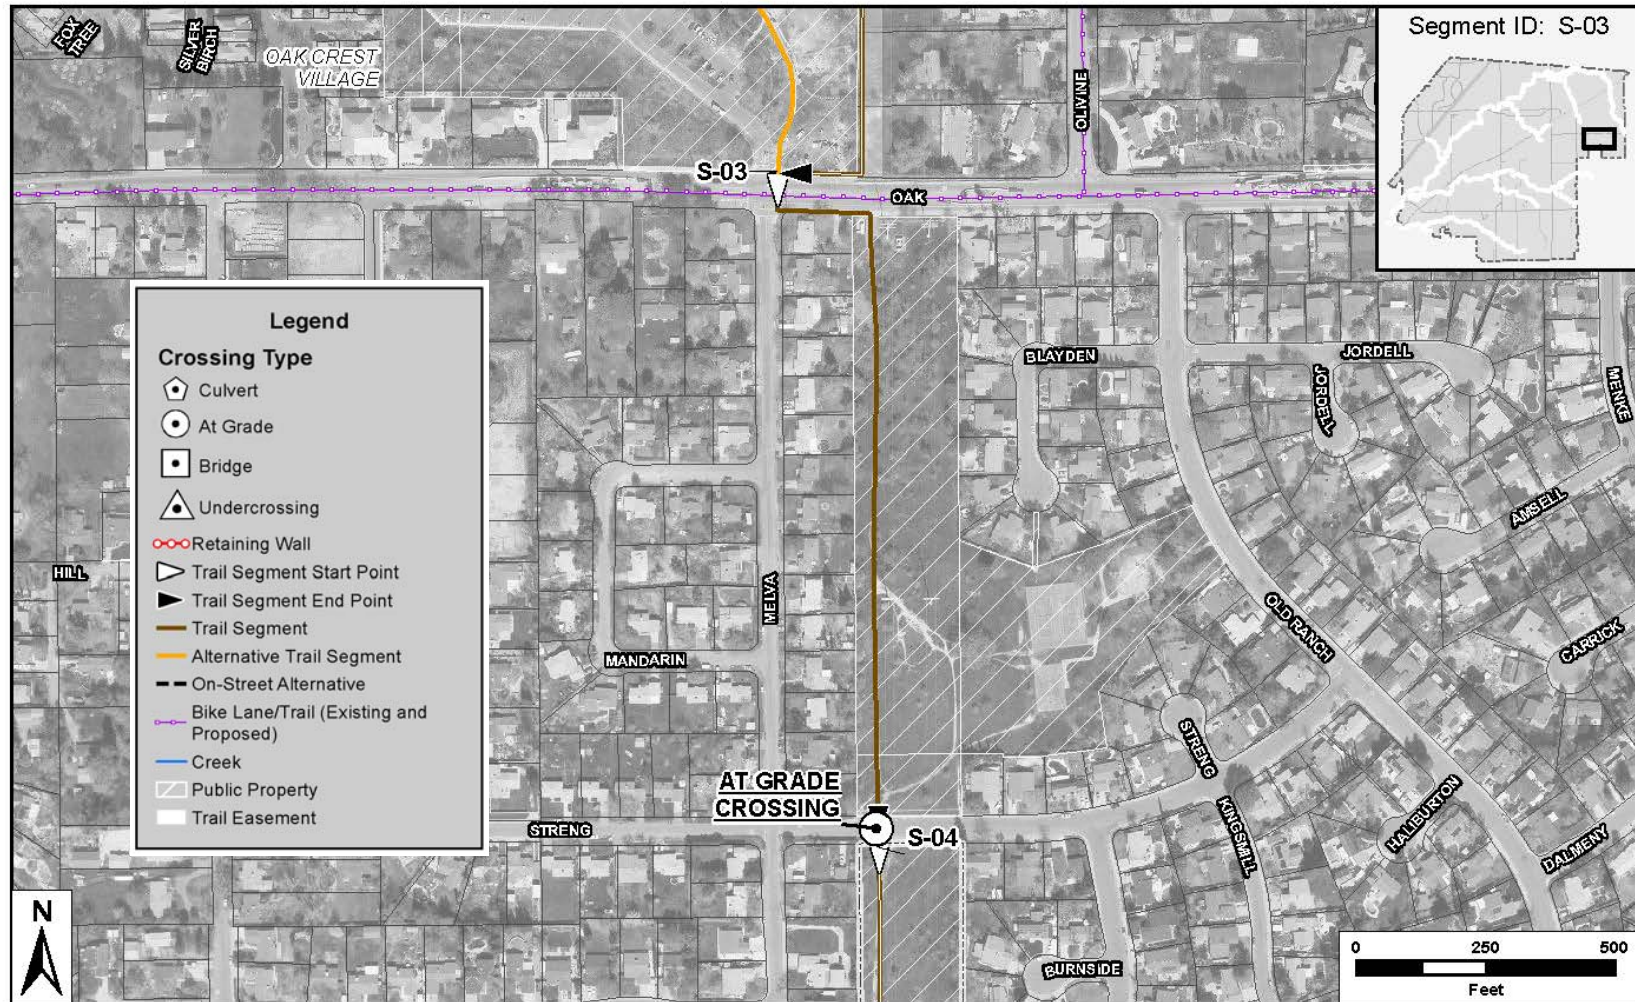 FOX
TREE
SILVER
BIRCH
OAK CREST
VILLAGE
OLIVINE
Segment ID: S-03
S-03
OAK
Legend
Crossing Type
Culvert
At Grade
Bridge
Undercrossing
Retaining Wall
Trail Segment Start Point
Trail Segment End Point
Trail Segment
Alternative Trail Segment
On-Street Alternative
Bike Lane/Trail (Existing and
Proposed)
Creek
Public Property
Trail Easement
BLAYDEN
JORDELL
JORDELL
MENKE
AMSELL
HILL
MELVA
OLD RANCH
CARRICK
MANDARIN
STRENG
AT GRADE
CROSSING
STRENG
S-04
KINGSMILL
HALIBURTON
DALMENY
BURNSIDE
N
0 250 500
Feet